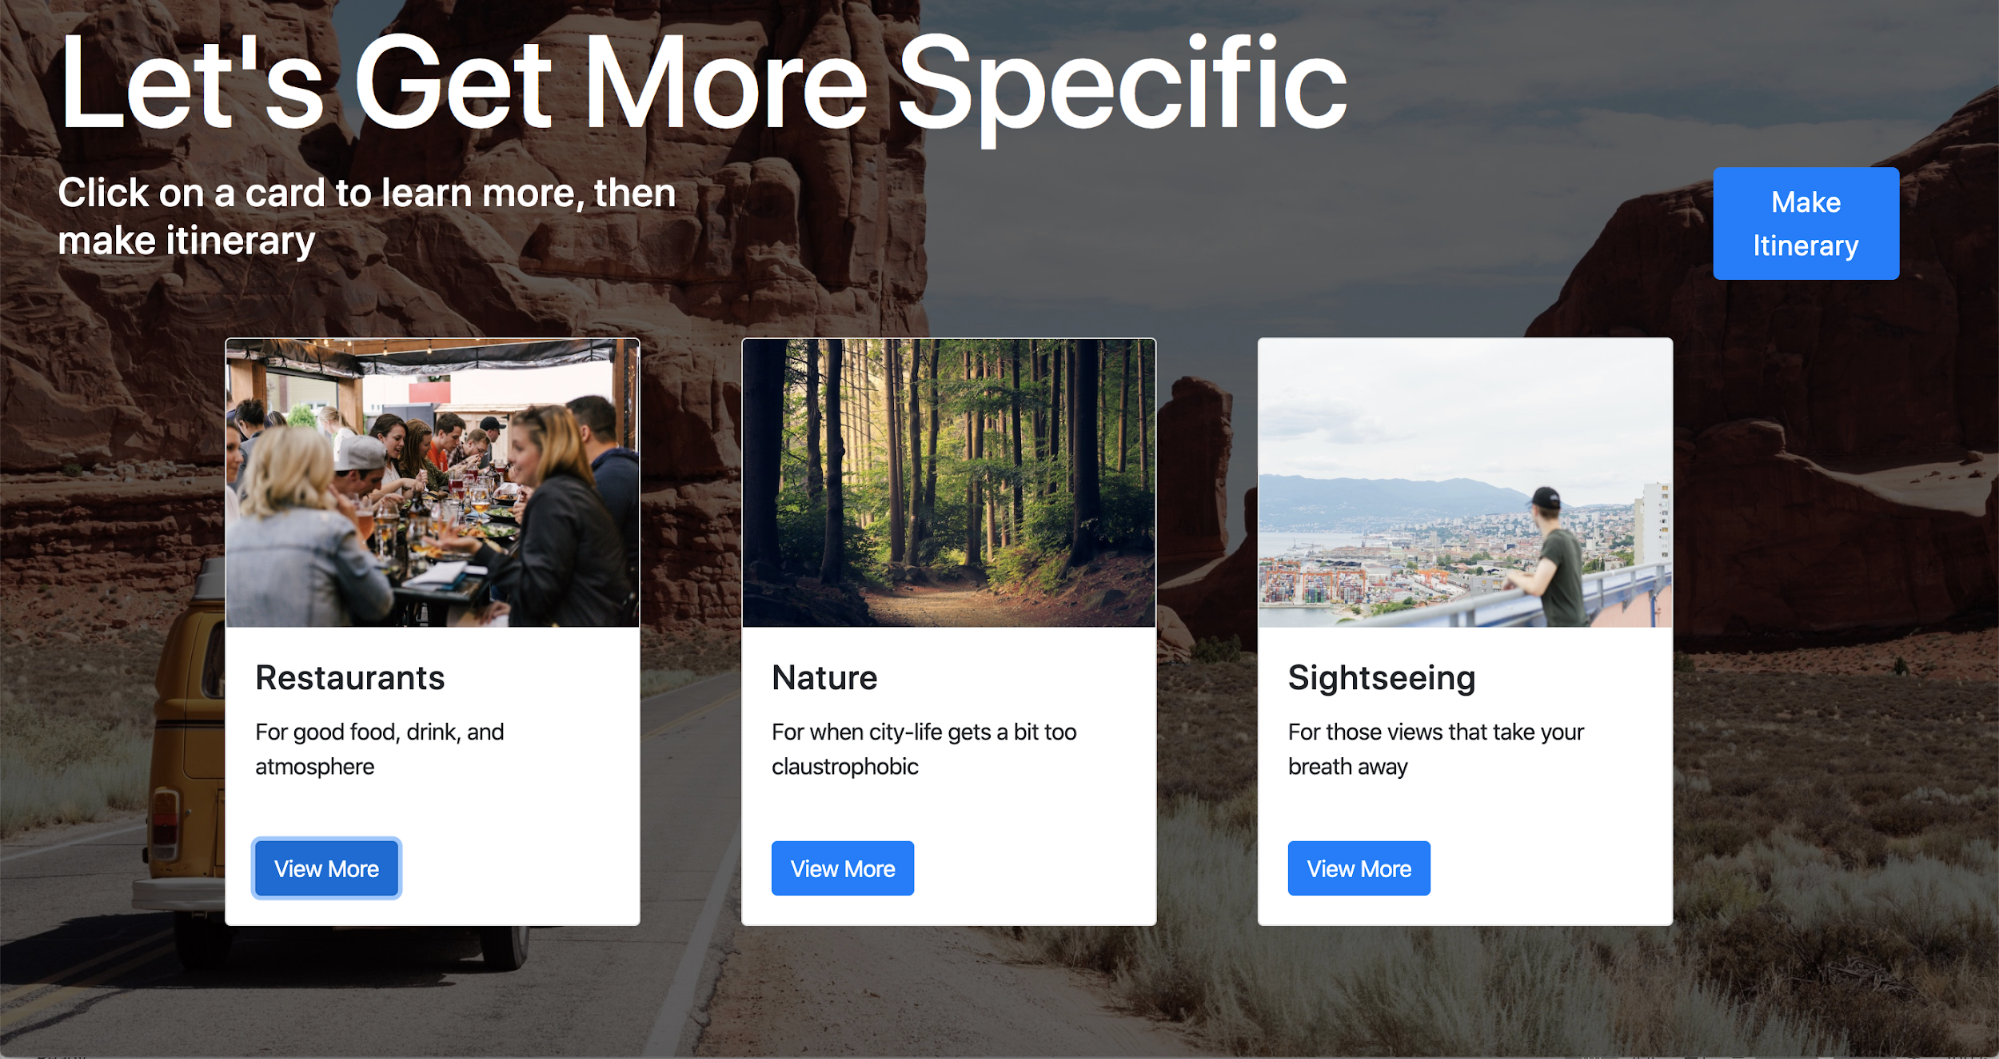 Let's Get More Specific
Click on a card to learn more, then
make itinerary
Make
Itinerary
Restaurants
For good food, drink, and
atmosphere
View More
Nature
For when city-life gets a bit too
claustrophobic
View More
Sightseeing
For those views that take your
breath away
View More